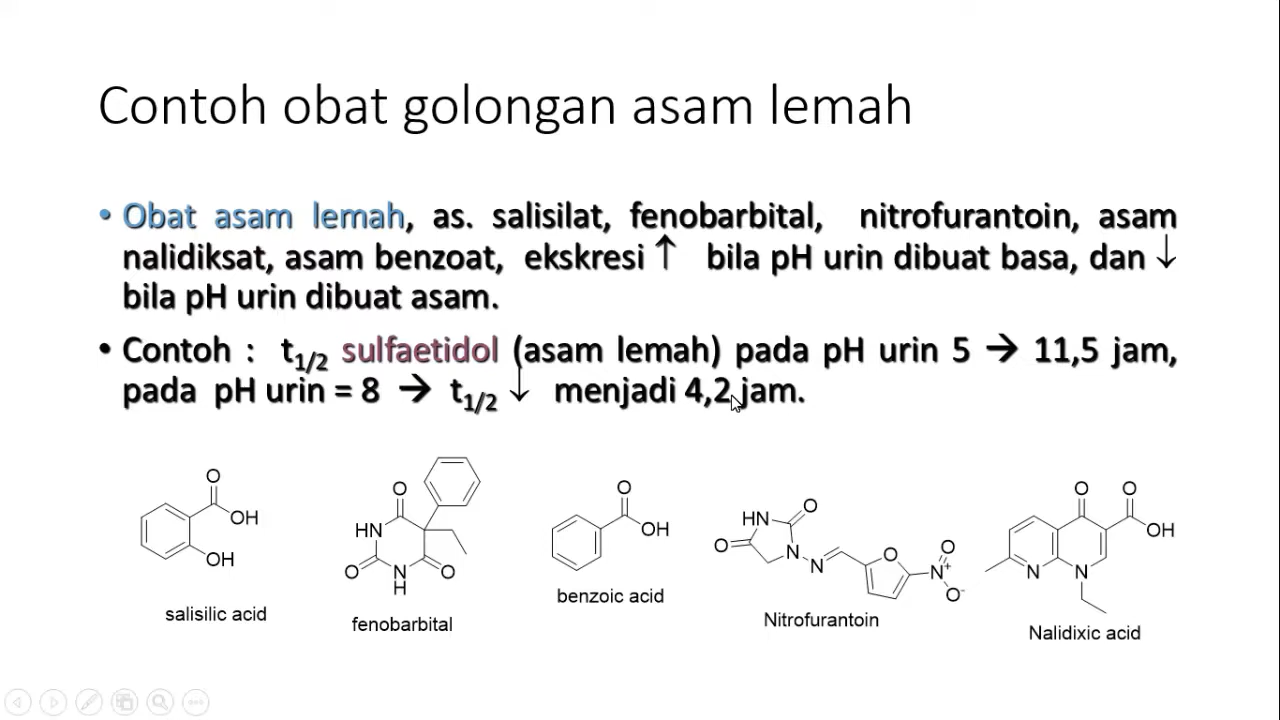 Contoh obat golongan asam lemah
• Obat asam lemah, as. salisilat, fenobarbital, nitrofurantoin, asam
nalidiksat, asam benzoat, ekskresi ↑ bila pH urin dibuat basa, dan ↓
bila pH urin dibuat asam.
• Contoh : t1/2 sulfaetidol (asam lemah) pada pH urin 5 → 11,5 jam,
pada pH urin = 8 → t1/2 ↓ menjadi 4,2 jam.
O
OH
OH
salisilic acid
O
HN
O
N
H
O
fenobarbital
O
OH
benzoic acid
HN
O
O
N
N
O
O
N+
O-
Nitrofurantoin
O
O
OH
N
N
Nalidixic acid